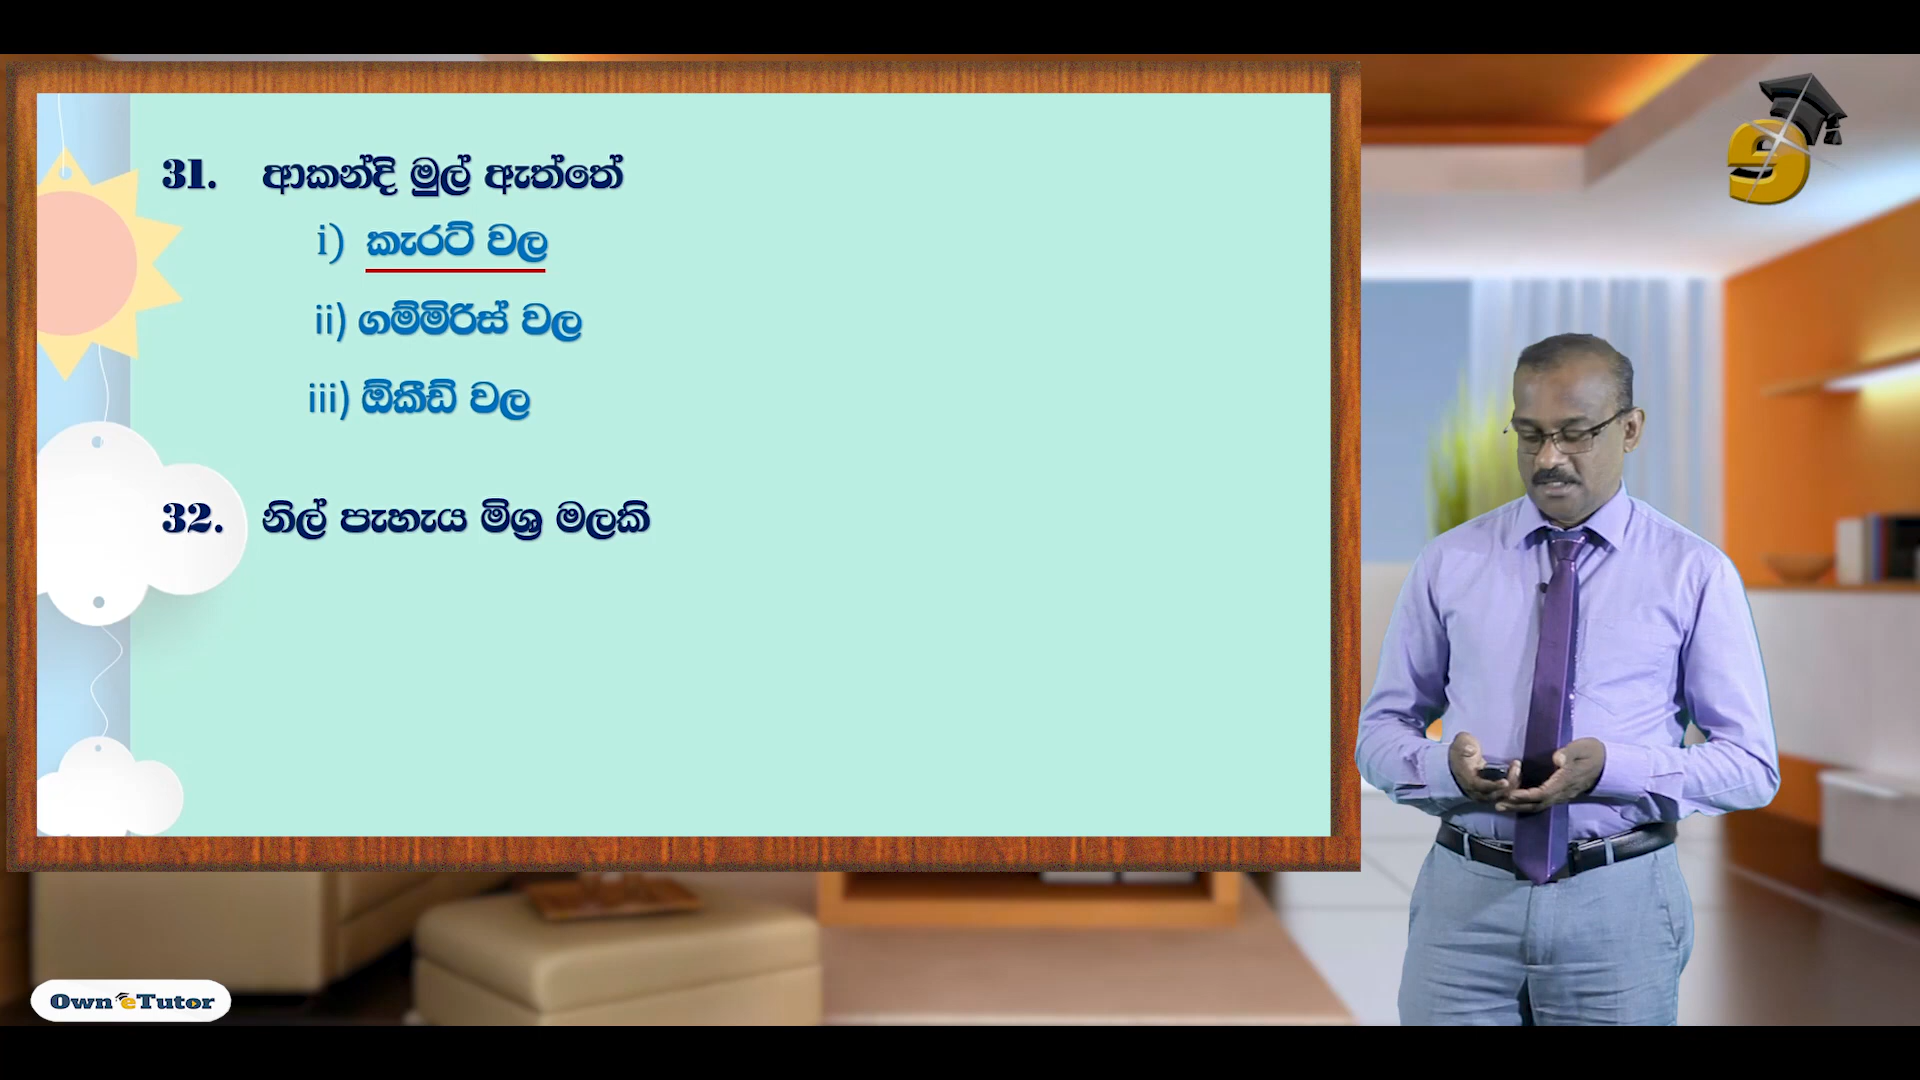 31. ආකන්දි මුල් ඇත්තේ
i) කැරට් වල
ii) ගම්මිරිස් වල
iii) ඕකීඩ් වල
32. නිල් පැහැය මිශ්‍ර මලකි
Own eTutor